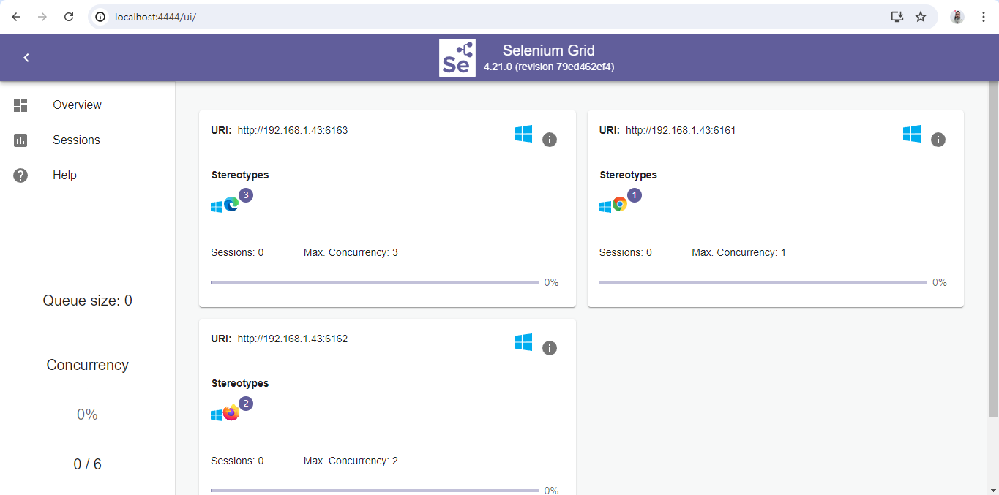 localhost:4444/ui/
Se
Selenium Grid
4.21.0 (revision 79ed462ef4)
Overview
Sessions
Help
Queue size: 0
Concurrency
0%
0 / 6
URI: http://192.168.1.43:6163
Stereotypes
3
Sessions: 0 Max. Concurrency: 3
0%
URI: http://192.168.1.43:6161
Stereotypes
1
Sessions: 0 Max. Concurrency: 1
0%
URI: http://192.168.1.43:6162
Stereotypes
2
Sessions: 0 Max. Concurrency: 2
0%